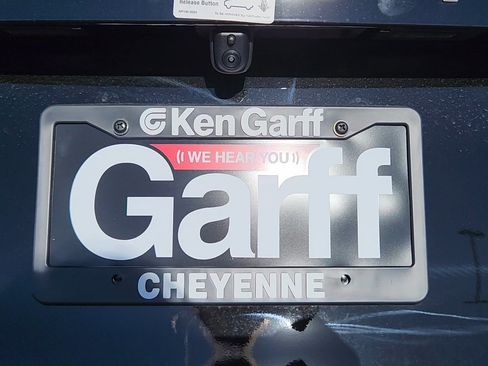 Release Button
Ken Garff
WE HEAR YOU
Garff
CHEYENNE